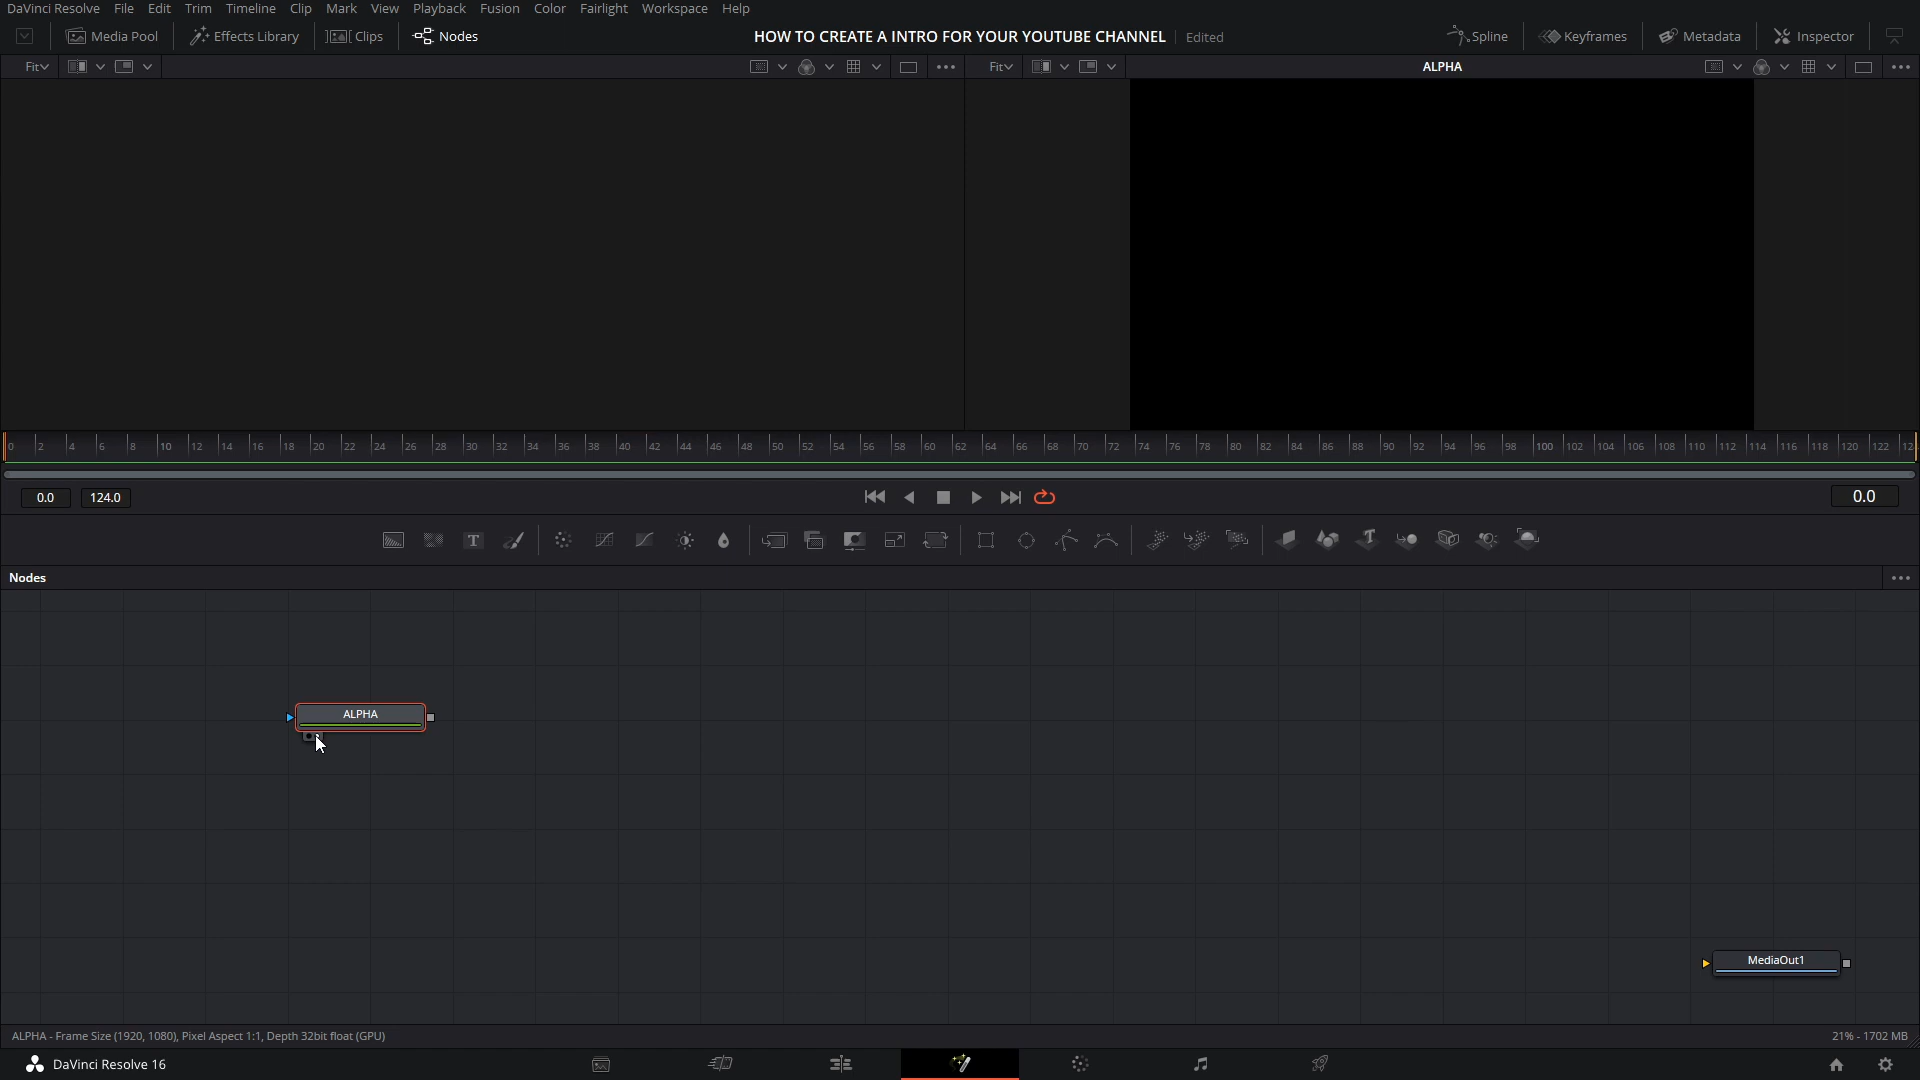 DaVinci Resolve File Edit Trim Timeline Clip Mark View Playback Fusion Color Fairlight Workspace Help
Media Pool Effects Library Clips Nodes HOW TO CREATE A INTRO FOR YOUR YOUTUBE CHANNEL Edited Spline Keyframes Metadata Inspector
Fit Fit ALPHA
0 2 4 6 8 10 12 14 16 18 20 22 24 26 28 30 32 34 36 38 40 42 44 46 48 50 52 54 56 58 60 62 64 66 68 70 72 74 76 78 80 82 84 86 88 90 92 94 96 98 100 102 104 106 108 110 112 114 116 118 120 122 12
0.0 124.0 0.0
T
Nodes
ALPHA
MediaOut1
ALPHA - Frame Size (1920, 1080), Pixel Aspect 1:1, Depth 32bit float (GPU) 21% - 1702 MB
DaVinci Resolve 16